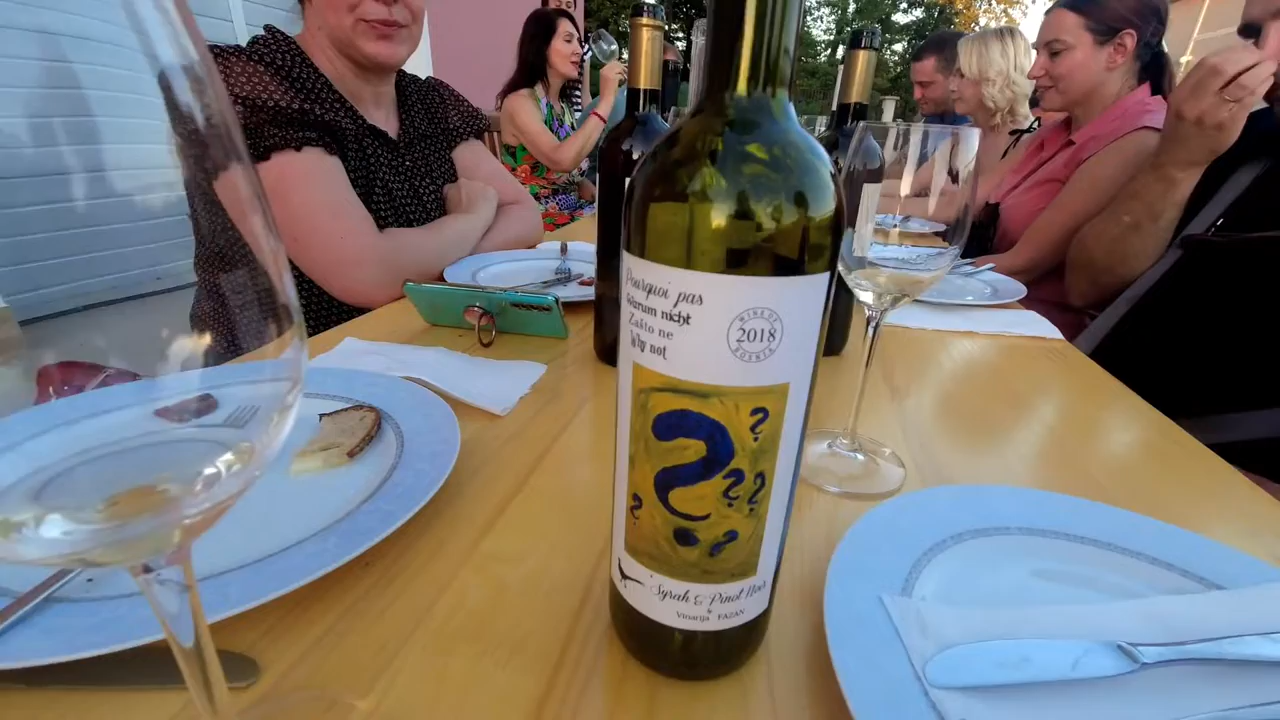 Pourquoi pas
Warum nicht
Zašto ne
Why not
WINE OF
2018
BOSNIA
Syrah & Pinot Noir
by
Vinarija FAZAN